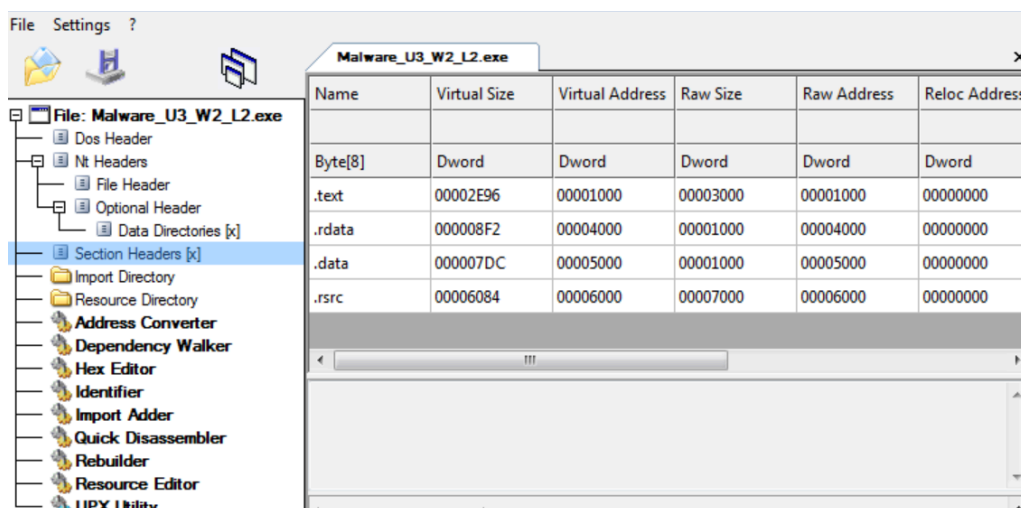 File Settings ?
Malware_U3_W2_L2.exe
File: Malware_U3_W2_L2.exe
Dos Header
Nt Headers
File Header
Optional Header
Data Directories [x]
Section Headers [x]
Import Directory
Resource Directory
Address Converter
Dependency Walker
Hex Editor
Identifier
Import Adder
Quick Disassembler
Rebuilder
Resource Editor
UPX Utility
Name Virtual Size Virtual Address Raw Size Raw Address Reloc Address
Byte[8] Dword Dword Dword Dword Dword
.text 00002E96 00001000 00003000 00001000 00000000
.rdata 000008F2 00004000 00001000 00004000 00000000
.data 000007DC 00005000 00001000 00005000 00000000
.rsrc 00006084 00006000 00007000 00006000 00000000